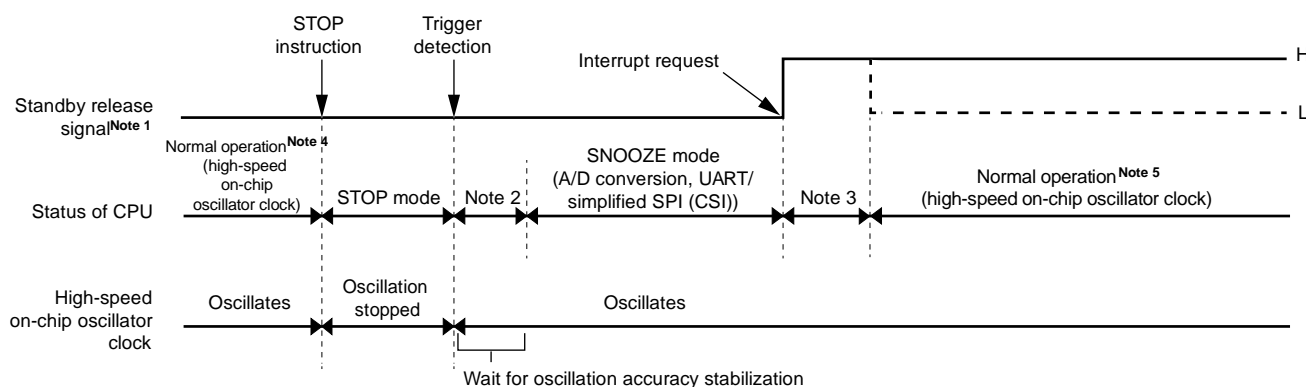 STOP
instruction
Trigger
detection
Interrupt request
H
L
Standby release
signalNote 1
Normal operationNote 4
(high-speed
on-chip
oscillator clock)
SNOOZE mode
(A/D conversion, UART/
simplified SPI (CSI))
Normal operationNote 5
(high-speed on-chip oscillator clock)
Status of CPU
STOP mode
Note 2
Note 3
High-speed
on-chip oscillator
clock
Oscillates
Oscillation
stopped
Oscillates
Wait for oscillation accuracy stabilization